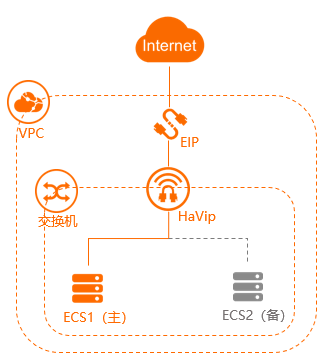 Internet
VPC
EIP
交换机
HaVip
ECS1（主）
ECS2（备）